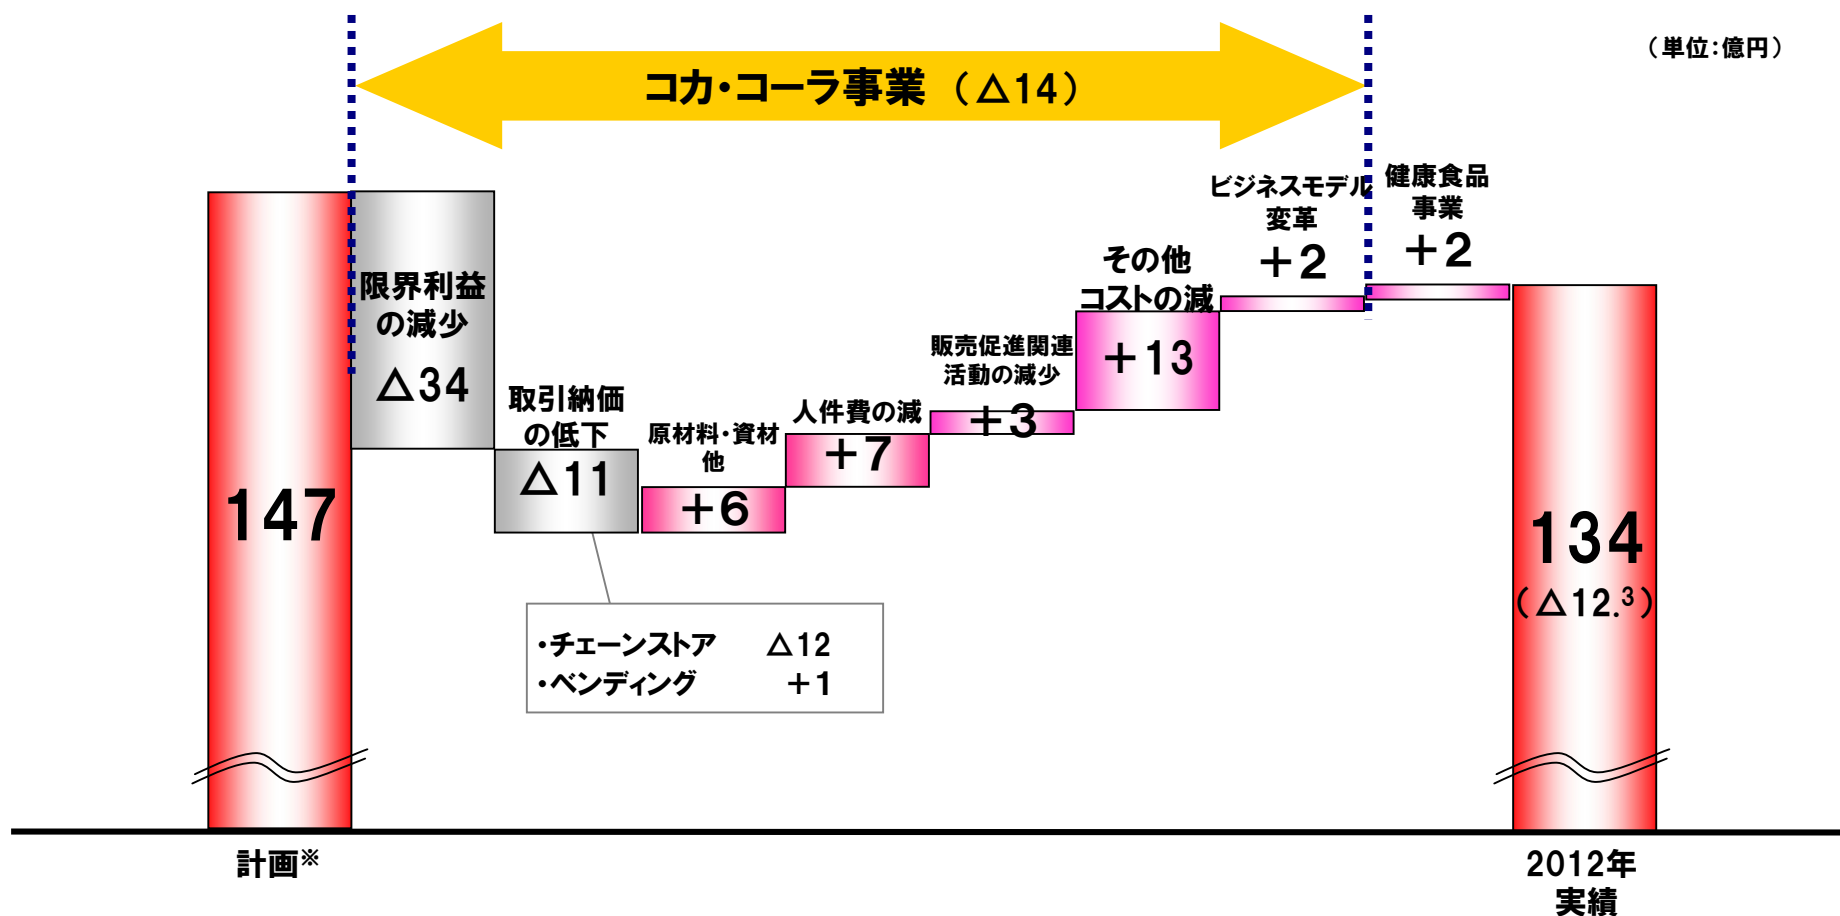 (単位:億円)
コカ・コーラ事業 (△14)
限界利益
の減少
△34
取引納価
の低下
△11
原材料・資材
他
+6
人件費の減
+7
販売促進関連
活動の減少
+3
その他
コストの減
+13
ビジネスモデル
変革
+2
健康食品
事業
+2
147
134
(△12.3)
・チェーンストア △12
・ベンディング +1
計画※
2012年
実績